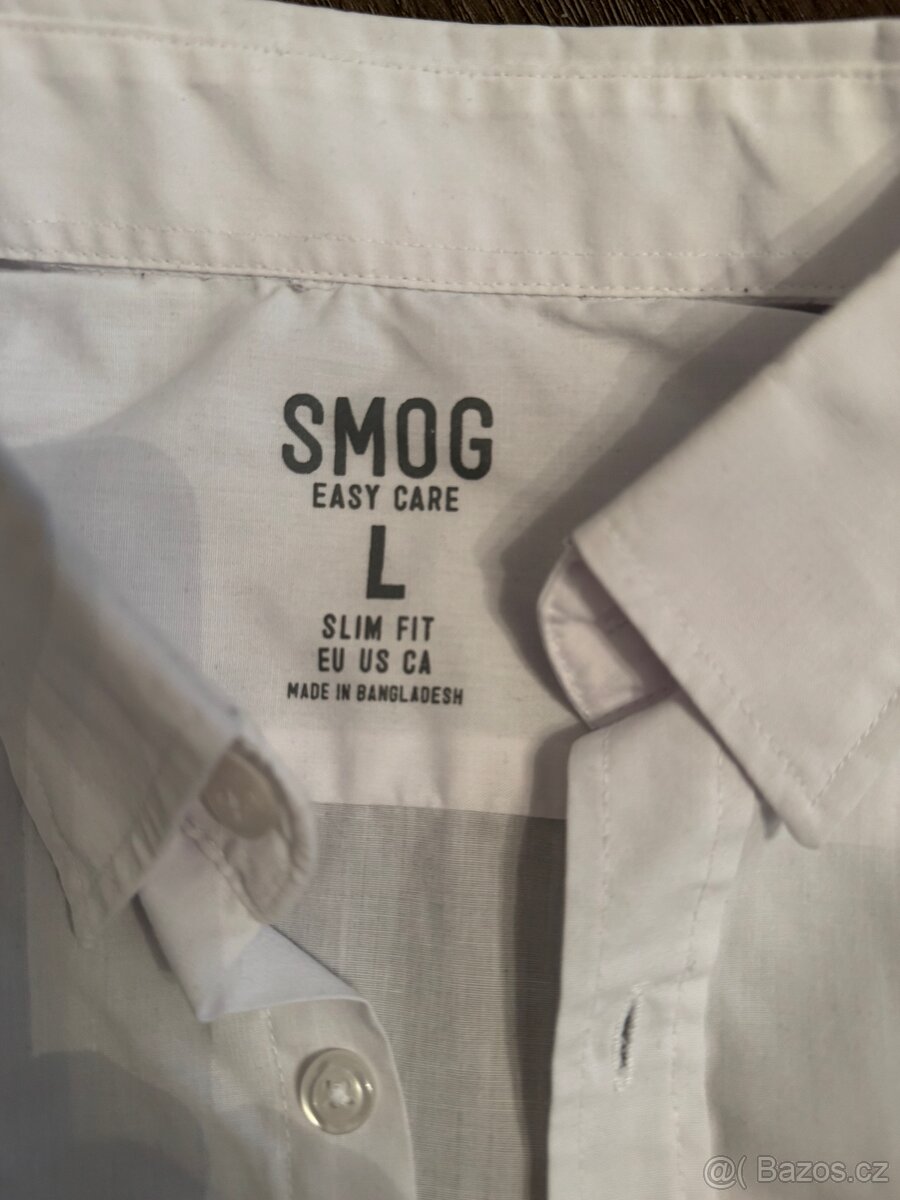 SMOG
EASY CARE
L
SLIM FIT
EU US CA
MADE IN BANGLADESH
@( Bazos.cz